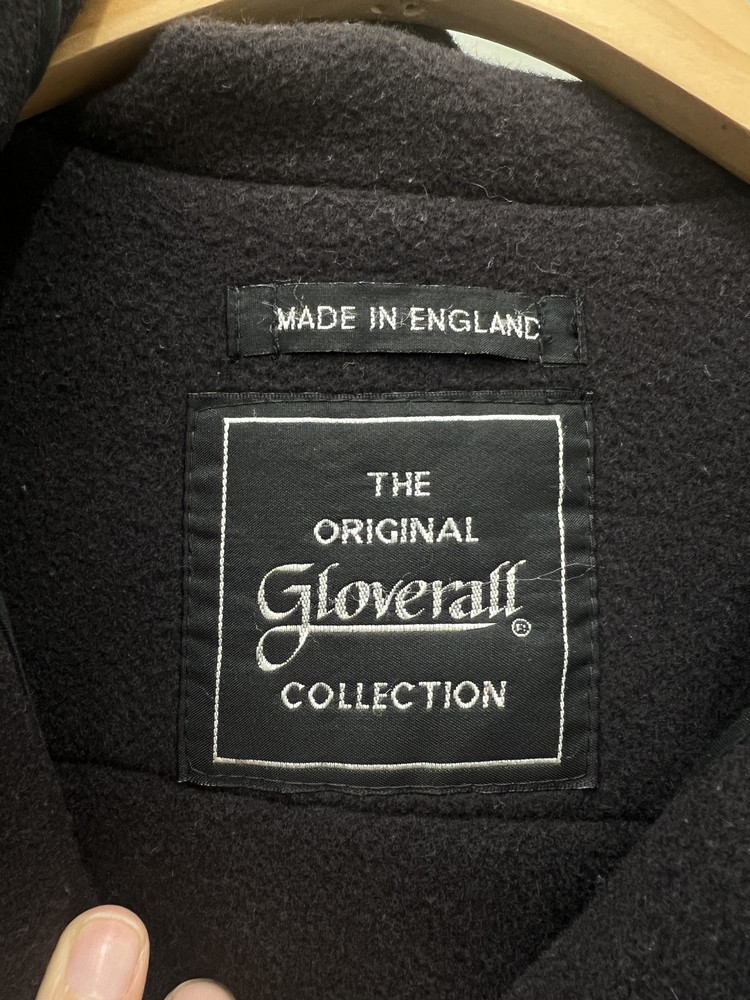 MADE IN ENGLAND
THE
ORIGINAL
Gloverall®
COLLECTION